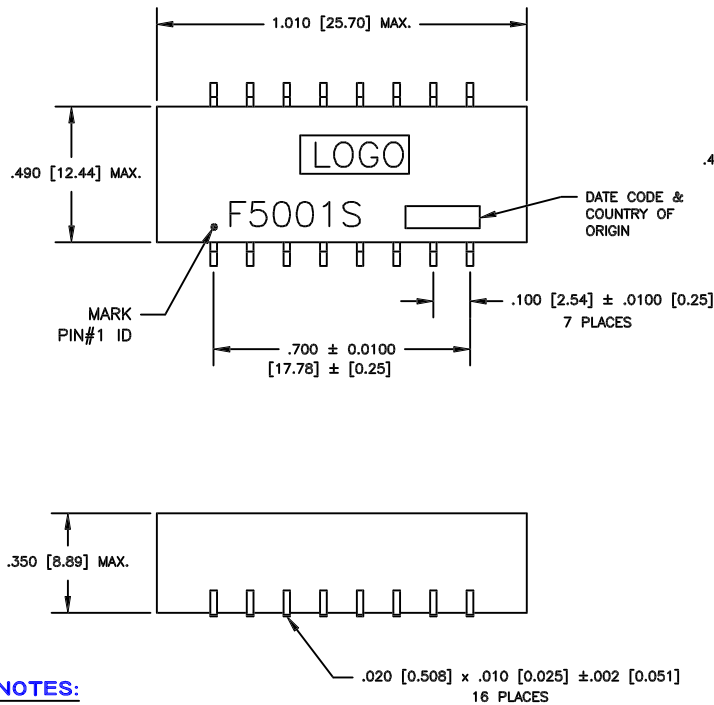 1.010 [25.70] MAX.
.490 [12.44] MAX.
LOGO
.4
F5001S
DATE CODE &
COUNTRY OF
ORIGIN
MARK
PIN#1 ID
.100 [2.54] ± .0100 [0.25]
7 PLACES
.700 ± 0.0100
[17.78] ± [0.25]
.350 [8.89] MAX.
.020 [0.508] x .010 [0.025] ±.002 [0.051]
16 PLACES
NOTES: